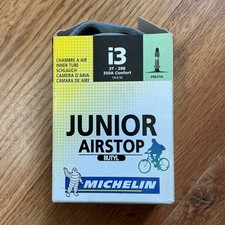 CHAMBRE A AIR
INNER TUBE
SCHLAUCH
CAMERA D'ARIA
CAMARA DE AIRE
i3
37 - 288
350A Confort
PRESTA
JUNIOR
AIRSTOP
BUTYL
MICHELIN